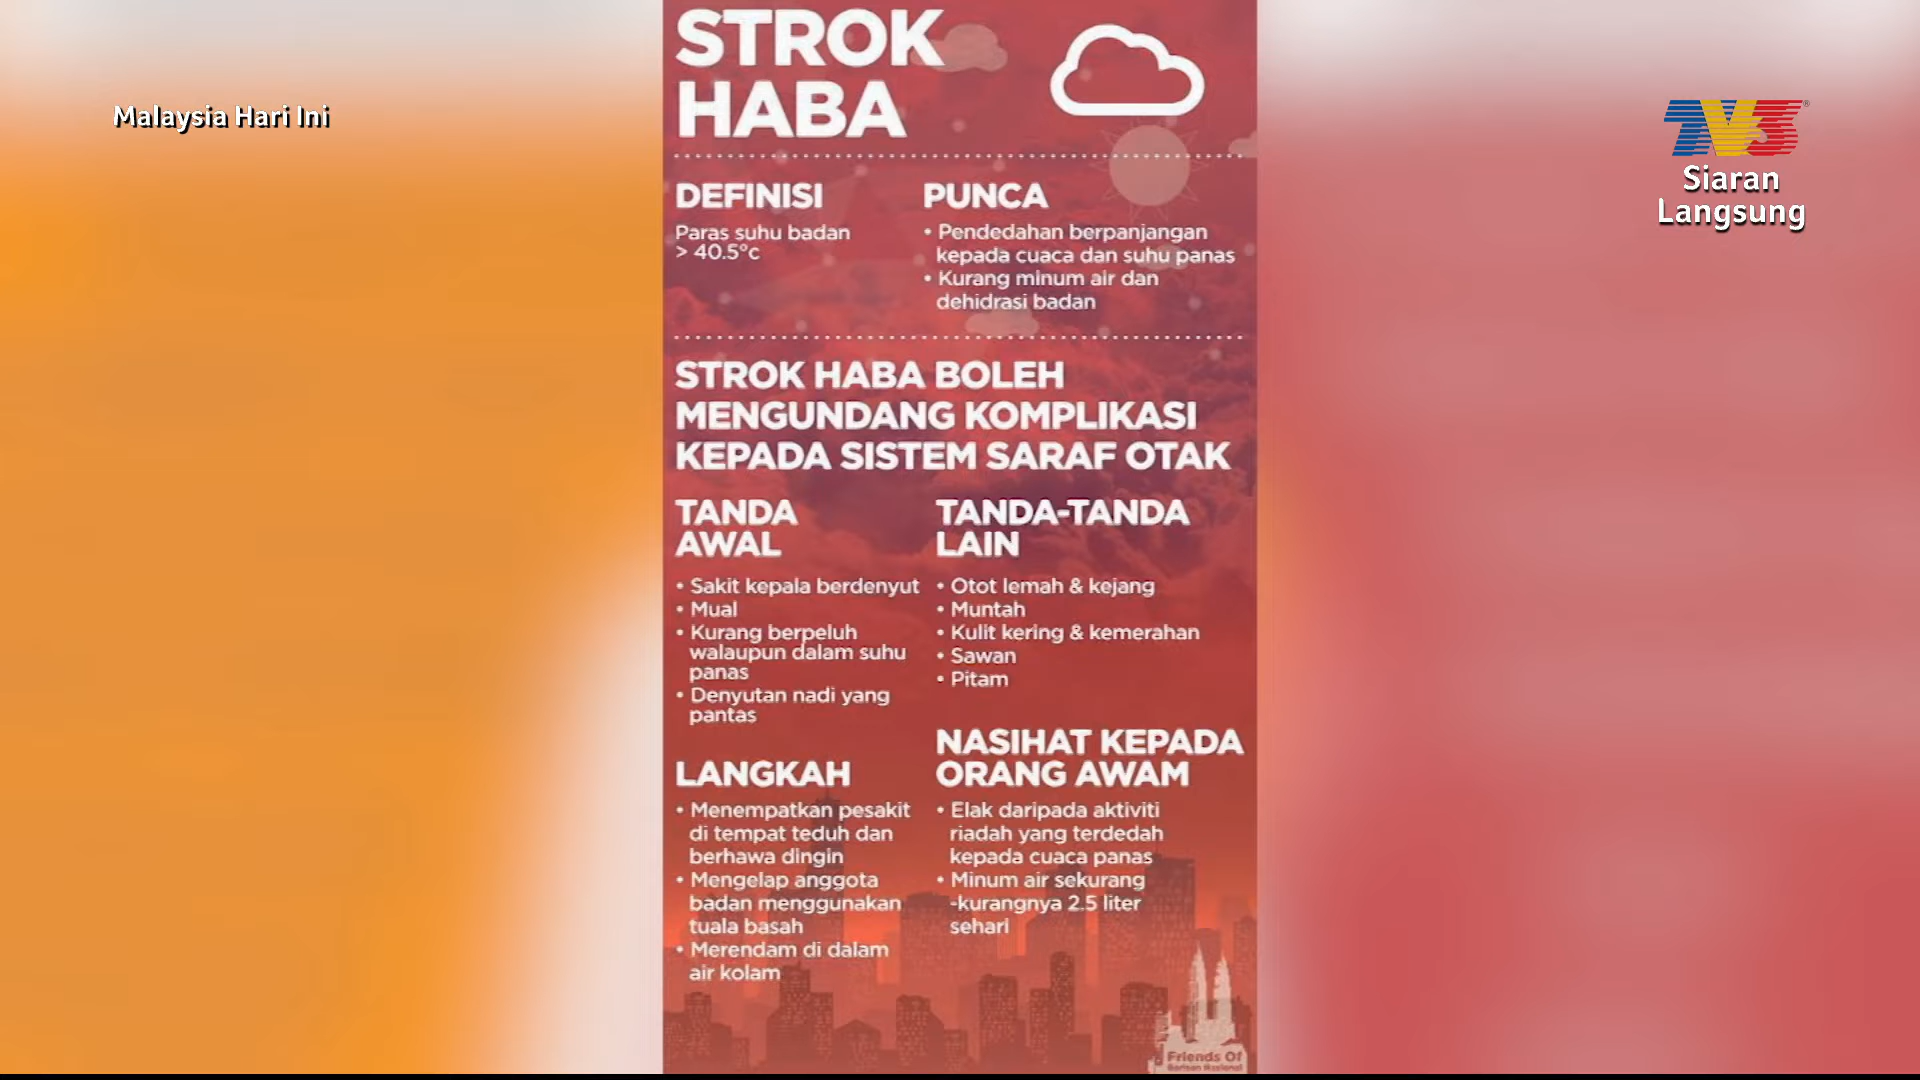 Malaysia Hari Ini
TV3
Siaran
Langsung
STROK
HABA
DEFINISI
Paras suhu badan
> 40.5°c
PUNCA
• Pendedahan berpanjangan
kepada cuaca dan suhu panas
• Kurang minum air dan
dehidrasi badan
STROK HABA BOLEH
MENGUNDANG KOMPLIKASI
KEPADA SISTEM SARAF OTAK
TANDA
AWAL
• Sakit kepala berdenyut
• Mual
• Kurang berpeluh
walaupun dalam suhu
panas
• Denyutan nadi yang
pantas
TANDA-TANDA
LAIN
• Otot lemah & kejang
• Muntah
• Kulit kering & kemerahan
• Sawan
• Pitam
LANGKAH
• Menempatkan pesakit
di tempat teduh dan
berhawa dingin
• Mengelap anggota
badan menggunakan
tuala basah
• Merendam di dalam
air kolam
NASIHAT KEPADA
ORANG AWAM
• Elak daripada aktiviti
riadah yang terdedah
kepada cuaca panas
• Minum air sekurang
-kurangnya 2.5 liter
sehari
Friends Of
Barisan Nasional